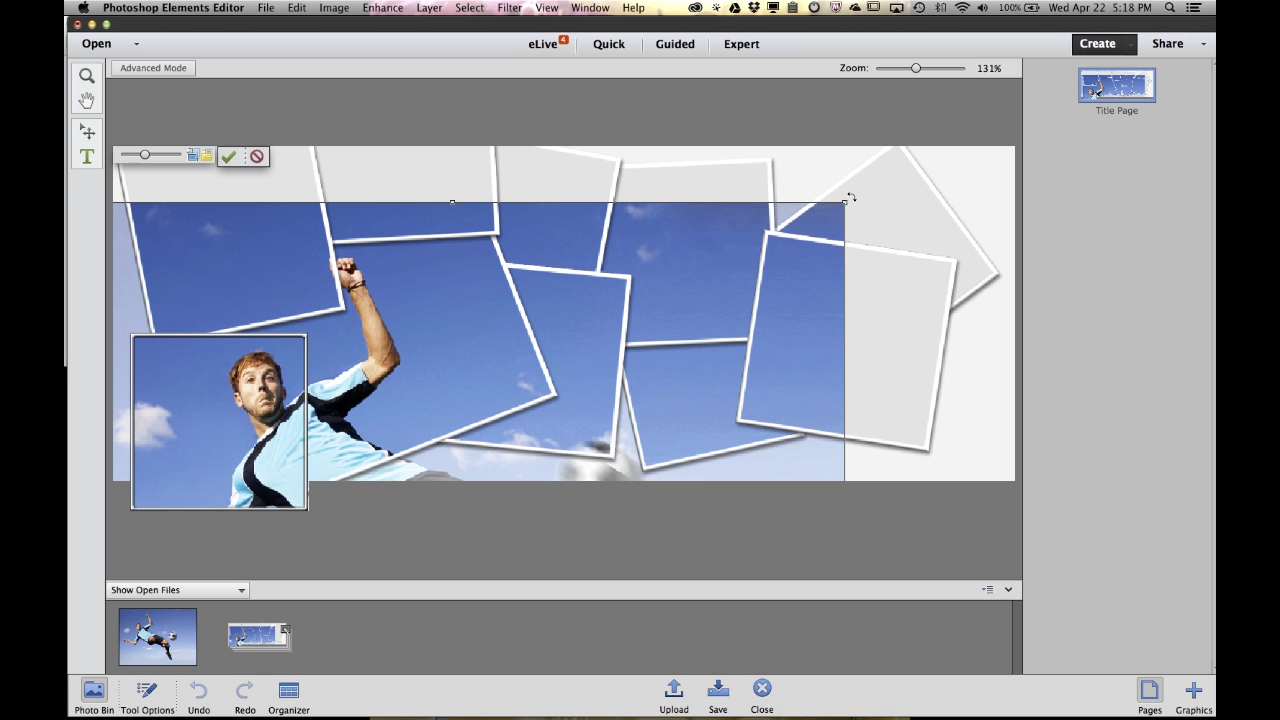 Photoshop Elements Editor File Edit Image Enhance Layer Select Filter View Window Help 100% Wed Apr 22 5:18 PM
Open eLive 4 Quick Guided Expert Create Share
Advanced Mode Zoom: 131%
Title Page
T
Show Open Files
Photo Bin Tool Options Undo Redo Organizer Upload Save Close Pages Graphics